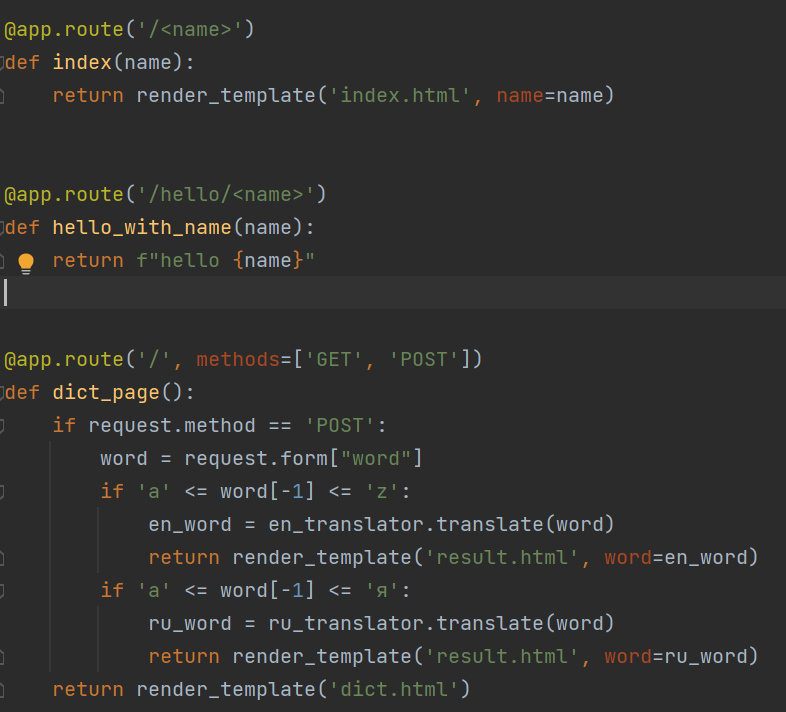 @app.route('/<name>')
def index(name):
    return render_template('index.html', name=name)
@app.route('/hello/<name>')
def hello_with_name(name):
    return f"hello {name}"
@app.route('/', methods=['GET', 'POST'])
def dict_page():
    if request.method == 'POST':
        word = request.form["word"]
        if 'a' <= word[-1] <= 'z':
            en_word = en_translator.translate(word)
            return render_template('result.html', word=en_word)
        if 'а' <= word[-1] <= 'я':
            ru_word = ru_translator.translate(word)
            return render_template('result.html', word=ru_word)
    return render_template('dict.html')